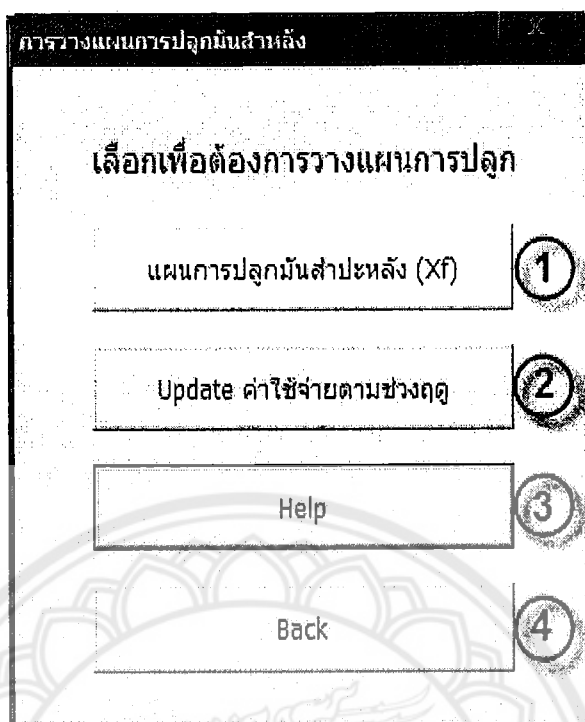 การวางแผนการปลูกมันสำหลัง
X
เลือกเพื่อต้องการวางแผนการปลูก
แผนการปลูกมันสำปะหลัง (Xf)
1
Update ค่าใช้จ่ายตามช่วงฤดู
2
Help
3
Back
4